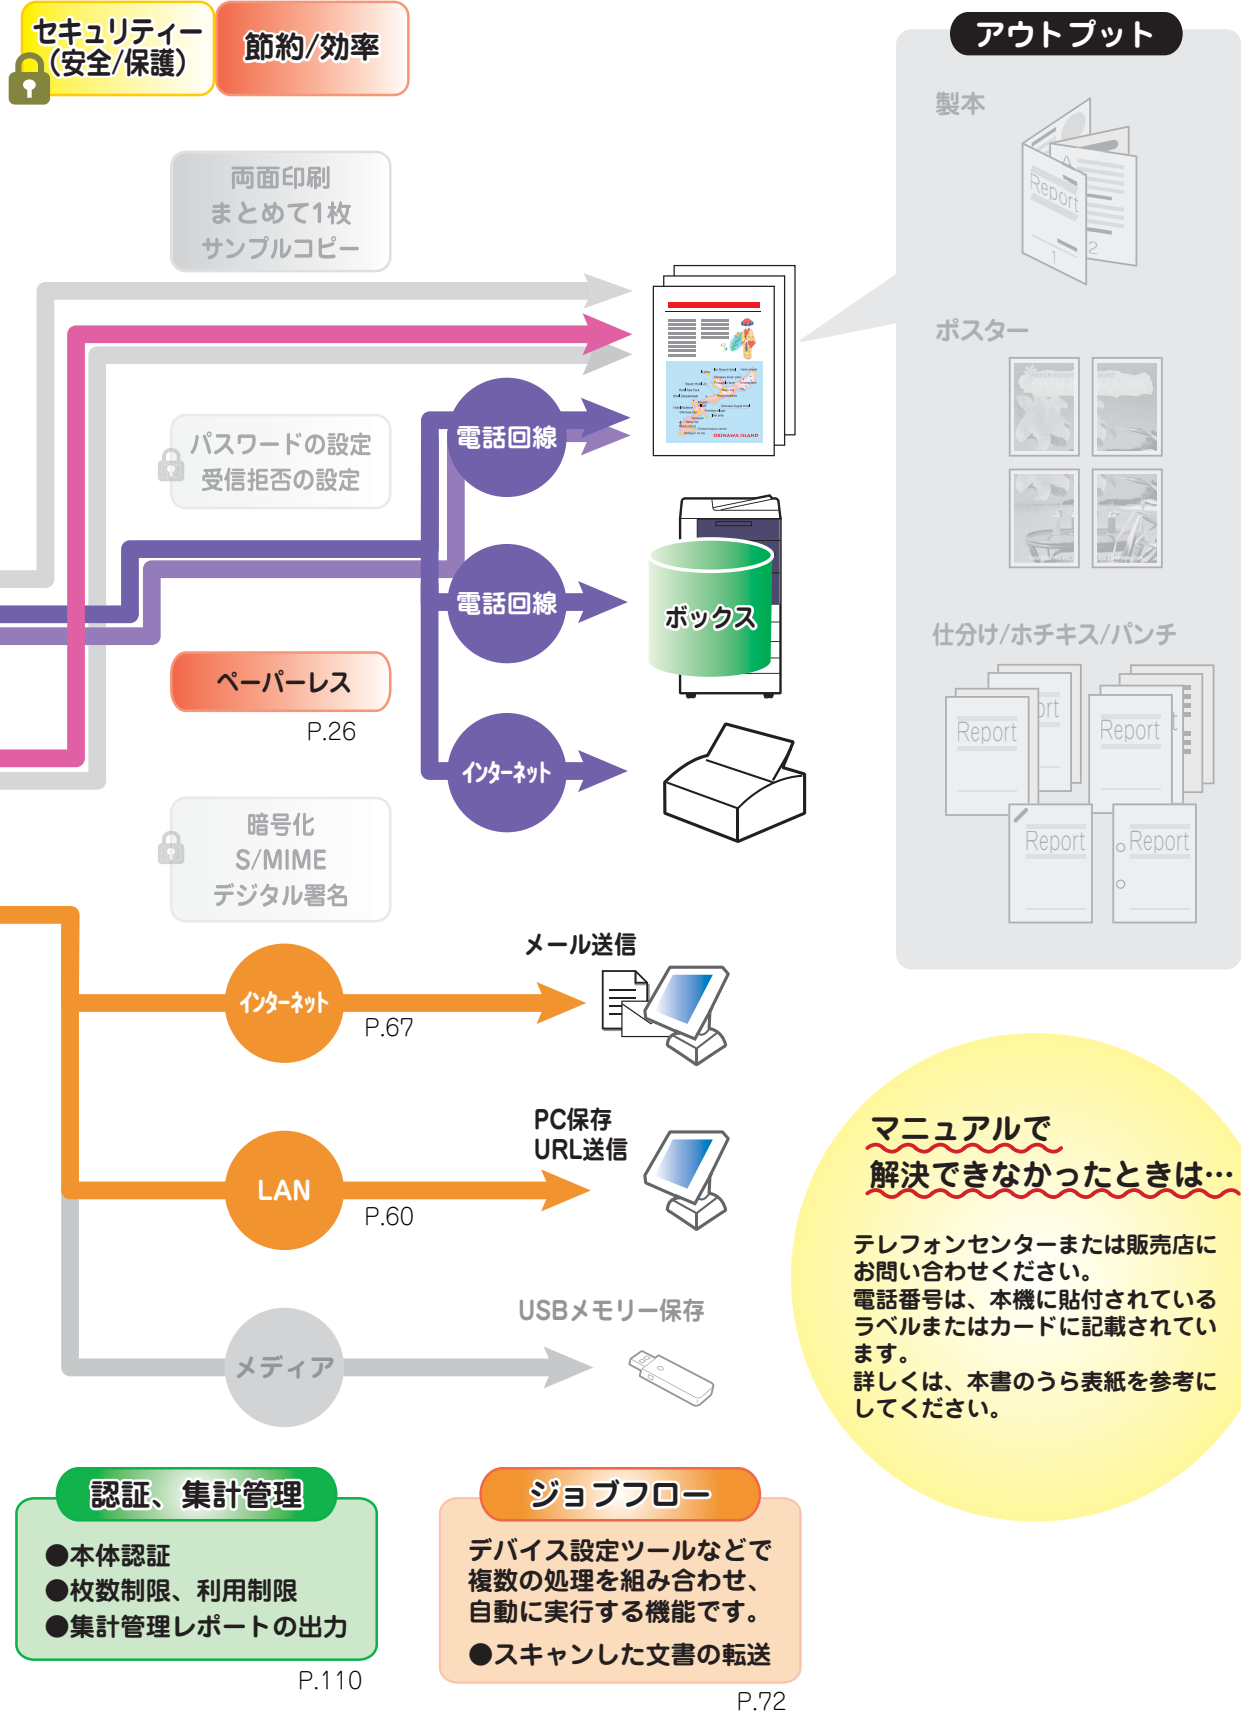 セキュリティー
(安全/保護)
節約/効率
アウトプット
製本
Report
A
1
2
両面印刷
まとめて1枚
サンプルコピー
ポスター
OKINAWA ISLAND
パスワードの設定
受信拒否の設定
電話回線
電話回線
ボックス
仕分け/ホチキス/パンチ
Report
Report
Report
Report
ペーパーレス
P.26
インターネット
暗号化
S/MIME
デジタル署名
メール送信
インターネット
P.67
PC保存
URL送信
LAN
P.60
USBメモリー保存
メディア
マニュアルで
解決できなかったときは…
テレフォンセンターまたは販売店に
お問い合わせください。
電話番号は、本機に貼付されている
ラベルまたはカードに記載されてい
ます。
詳しくは、本書のうら表紙を参考に
してください。
認証、集計管理
●本体認証
●枚数制限、利用制限
●集計管理レポートの出力
P.110
ジョブフロー
デバイス設定ツールなどで
複数の処理を組み合わせ、
自動に実行する機能です。
●スキャンした文書の転送
P.72